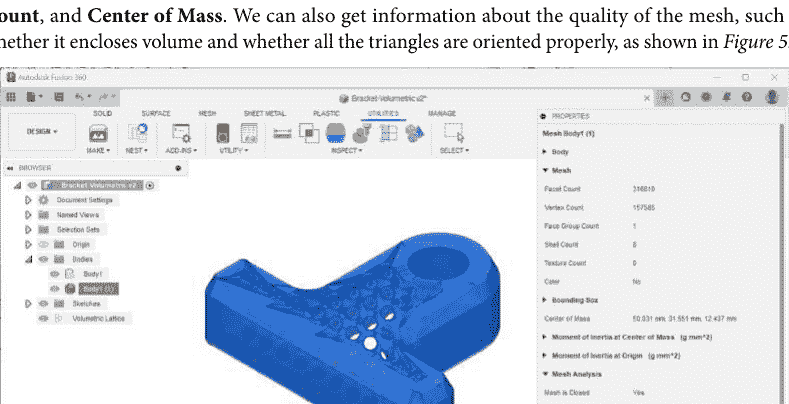 ount, and Center of Mass. We can also get information about the quality of the mesh, such
hether it encloses volume and whether all the triangles are oriented properly, as shown in Figure 5
Autodesk Fusion 360
Bracket-Volumetric v2*
SOLID SURFACE MESH SHEET METAL PLASTIC UTILITIES MANAGE
DESIGN
MAKE NEST ADD-INS UTILITY INSPECT SELECT
BROWSER
Bracket-Volumetric v2
Document Settings
Named Views
Selection Sets
Origin
Bodies
Body1
Sketches
Volumetric Lattice
PROPERTIES
Mesh Body1 (1)
Body
Mesh
Facet Count 316810
Vertex Count 157585
Face Group Count 1
Shell Count
Texture Count 0
Color No
Bounding Box
Center of Mass 50.831 mm, 31.551 mm, 12.437 mm
Moment of Inertia at Center of Mass (g mm^2)
Moment of Inertia at Origin (g mm^2)
Mesh Analysis
Mesh is Closed Yes